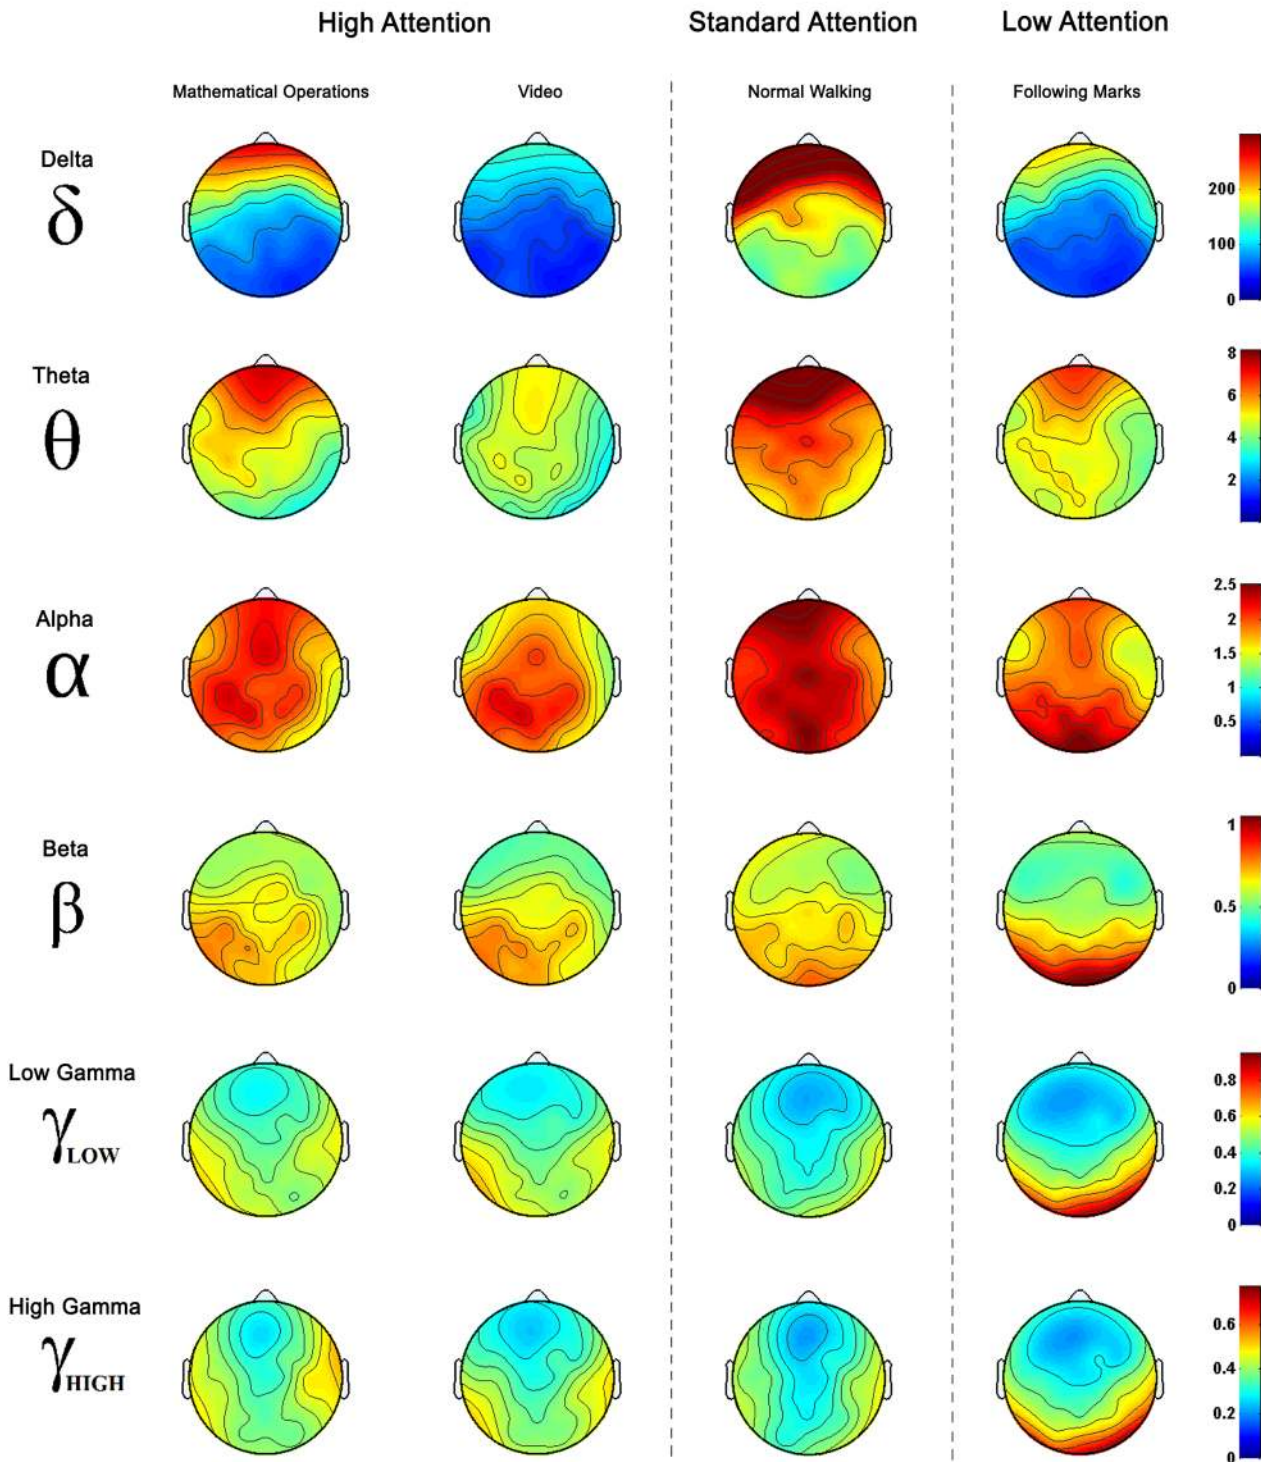 High Attention
Standard Attention
Low Attention
Mathematical Operations
Video
Normal Walking
Following Marks
Delta
δ
200
100
0
Theta
θ
8
6
4
2
Alpha
α
2.5
2
1.5
1
0.5
Beta
β
1
0.5
0
Low Gamma
γLOW
0.8
0.6
0.4
0.2
0
High Gamma
γHIGH
0.6
0.4
0.2
0